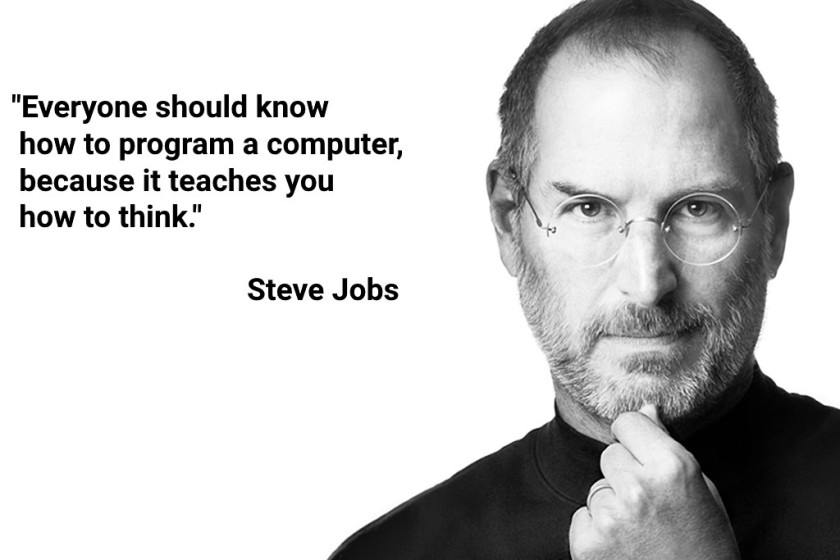 "Everyone should know
how to program a computer,
because it teaches you
how to think."
Steve Jobs